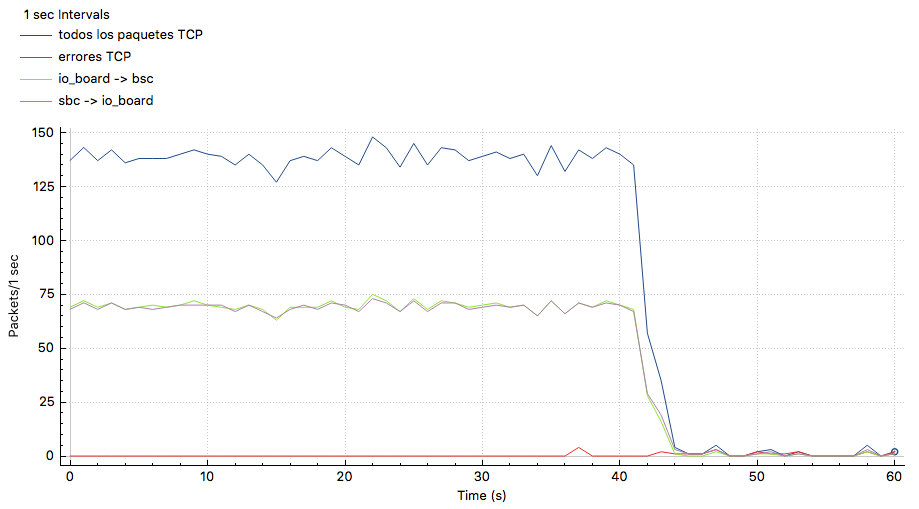 1 sec Intervals
todos los paquetes TCP
errores TCP
io_board -> bsc
sbc -> io_board
150
125
100
75
50
25
0
Packets/1 sec
0
10
20
30
40
50
60
Time (s)